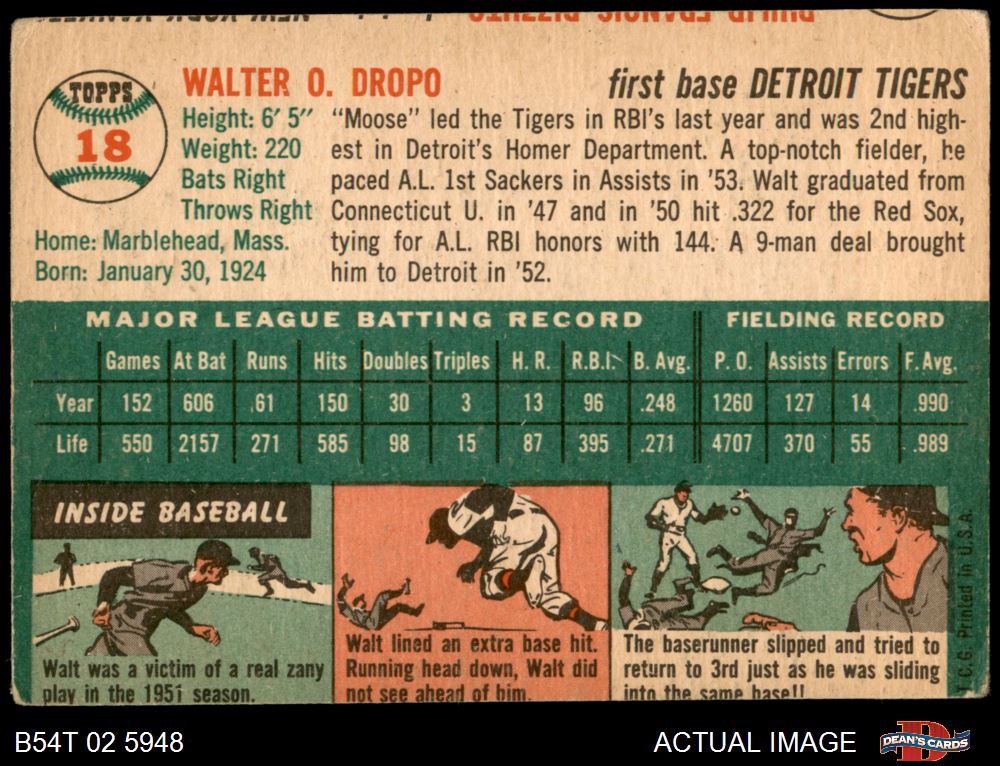 PHILIP FRANCIS RIZZUTO
NEW YORK YANKEES
TOPPS
18
WALTER O. DROPO
first base DETROIT TIGERS
Height: 6' 5"
Weight: 220
Bats Right
Throws Right
Home: Marblehead, Mass.
Born: January 30, 1924
"Moose" led the Tigers in RBI's last year and was 2nd high-
est in Detroit's Homer Department. A top-notch fielder, he
paced A.L. 1st Sackers in Assists in '53. Walt graduated from
Connecticut U. in '47 and in '50 hit .322 for the Red Sox,
tying for A.L. RBI honors with 144. A 9-man deal brought
him to Detroit in '52.
MAJOR LEAGUE BATTING RECORD FIELDING RECORD
Games At Bat Runs Hits Doubles Triples H. R. R.B.I. B. Avg. P. O. Assists Errors F. Avg.
Year 152 606 61 150 30 3 13 96 .248 1260 127 14 .990
Life 550 2157 271 585 98 15 87 395 .271 4707 370 55 .989
INSIDE BASEBALL
Walt was a victim of a real zany
play in the 1951 season.
Walt lined an extra base hit.
Running head down, Walt did
not see ahead of him.
The baserunner slipped and tried to
return to 3rd just as he was sliding
into the same base!!
T.C.G. Printed in U.S.A.
B54T 02 5948
ACTUAL IMAGE
D
DEAN'S CARDS